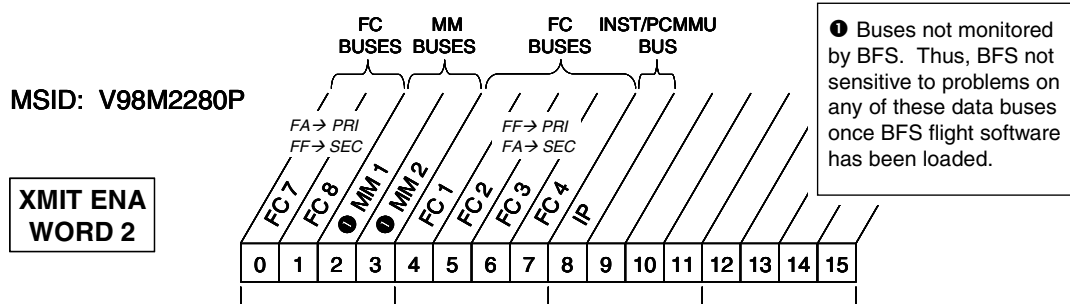 FC BUSES
MM BUSES
FC BUSES
INST/PCMMU BUS
❶ Buses not monitored
by BFS. Thus, BFS not
sensitive to problems on
any of these data buses
once BFS flight software
has been loaded.
MSID: V98M2280P
FA→ PRI
FF→ SEC
FF→ PRI
FA→ SEC
XMIT ENA
WORD 2
FC 7
FC 8
❶ MM 1
❶ MM 2
FC 1
FC 2
FC 3
FC 4
IP
0 1 2 3 4 5 6 7 8 9 10 11 12 13 14 15